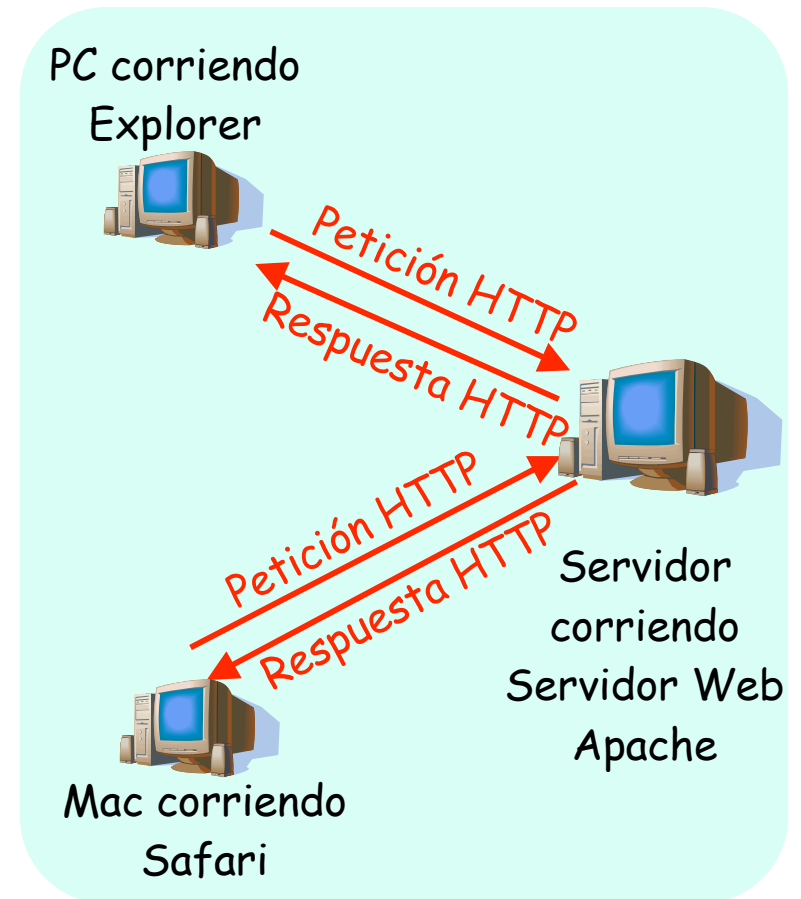 PC corriendo
Explorer
Petición HTTP
Respuesta HTTP
Petición HTTP
Respuesta HTTP
Servidor
corriendo
Servidor Web
Apache
Mac corriendo
Safari